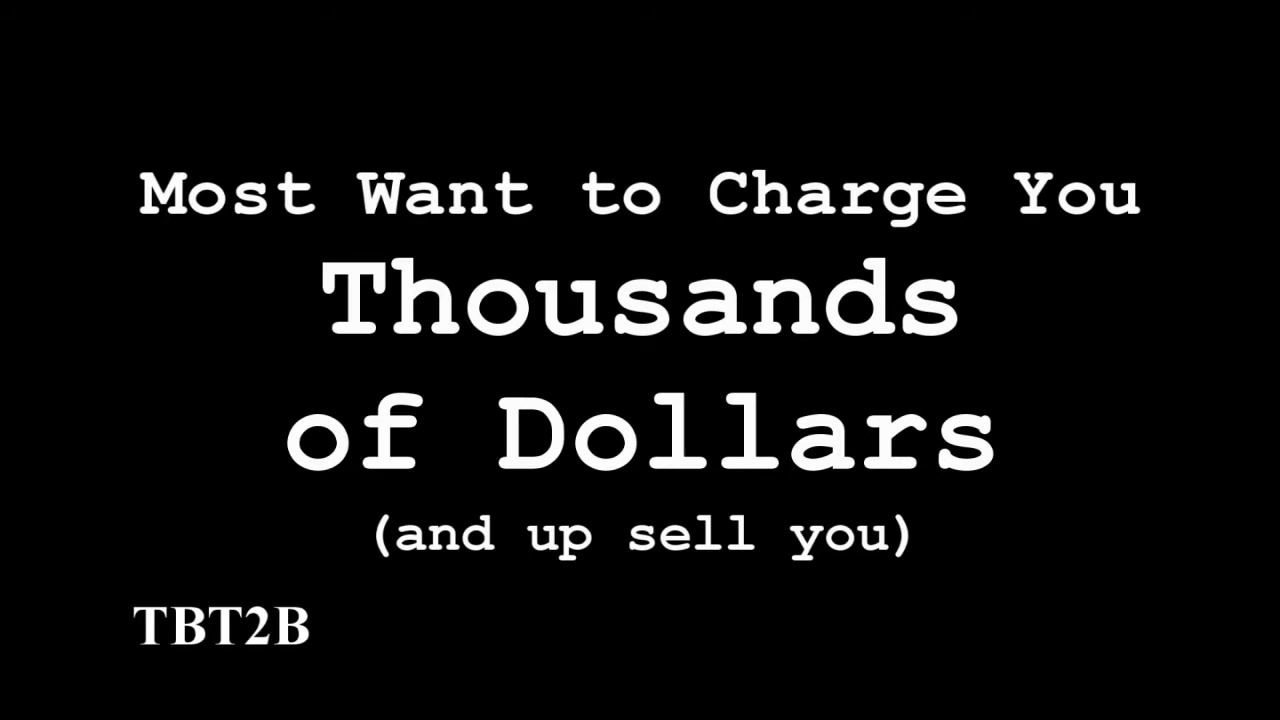 Most Want to Charge You
Thousands
of Dollars
(and up sell you)
TBT2B